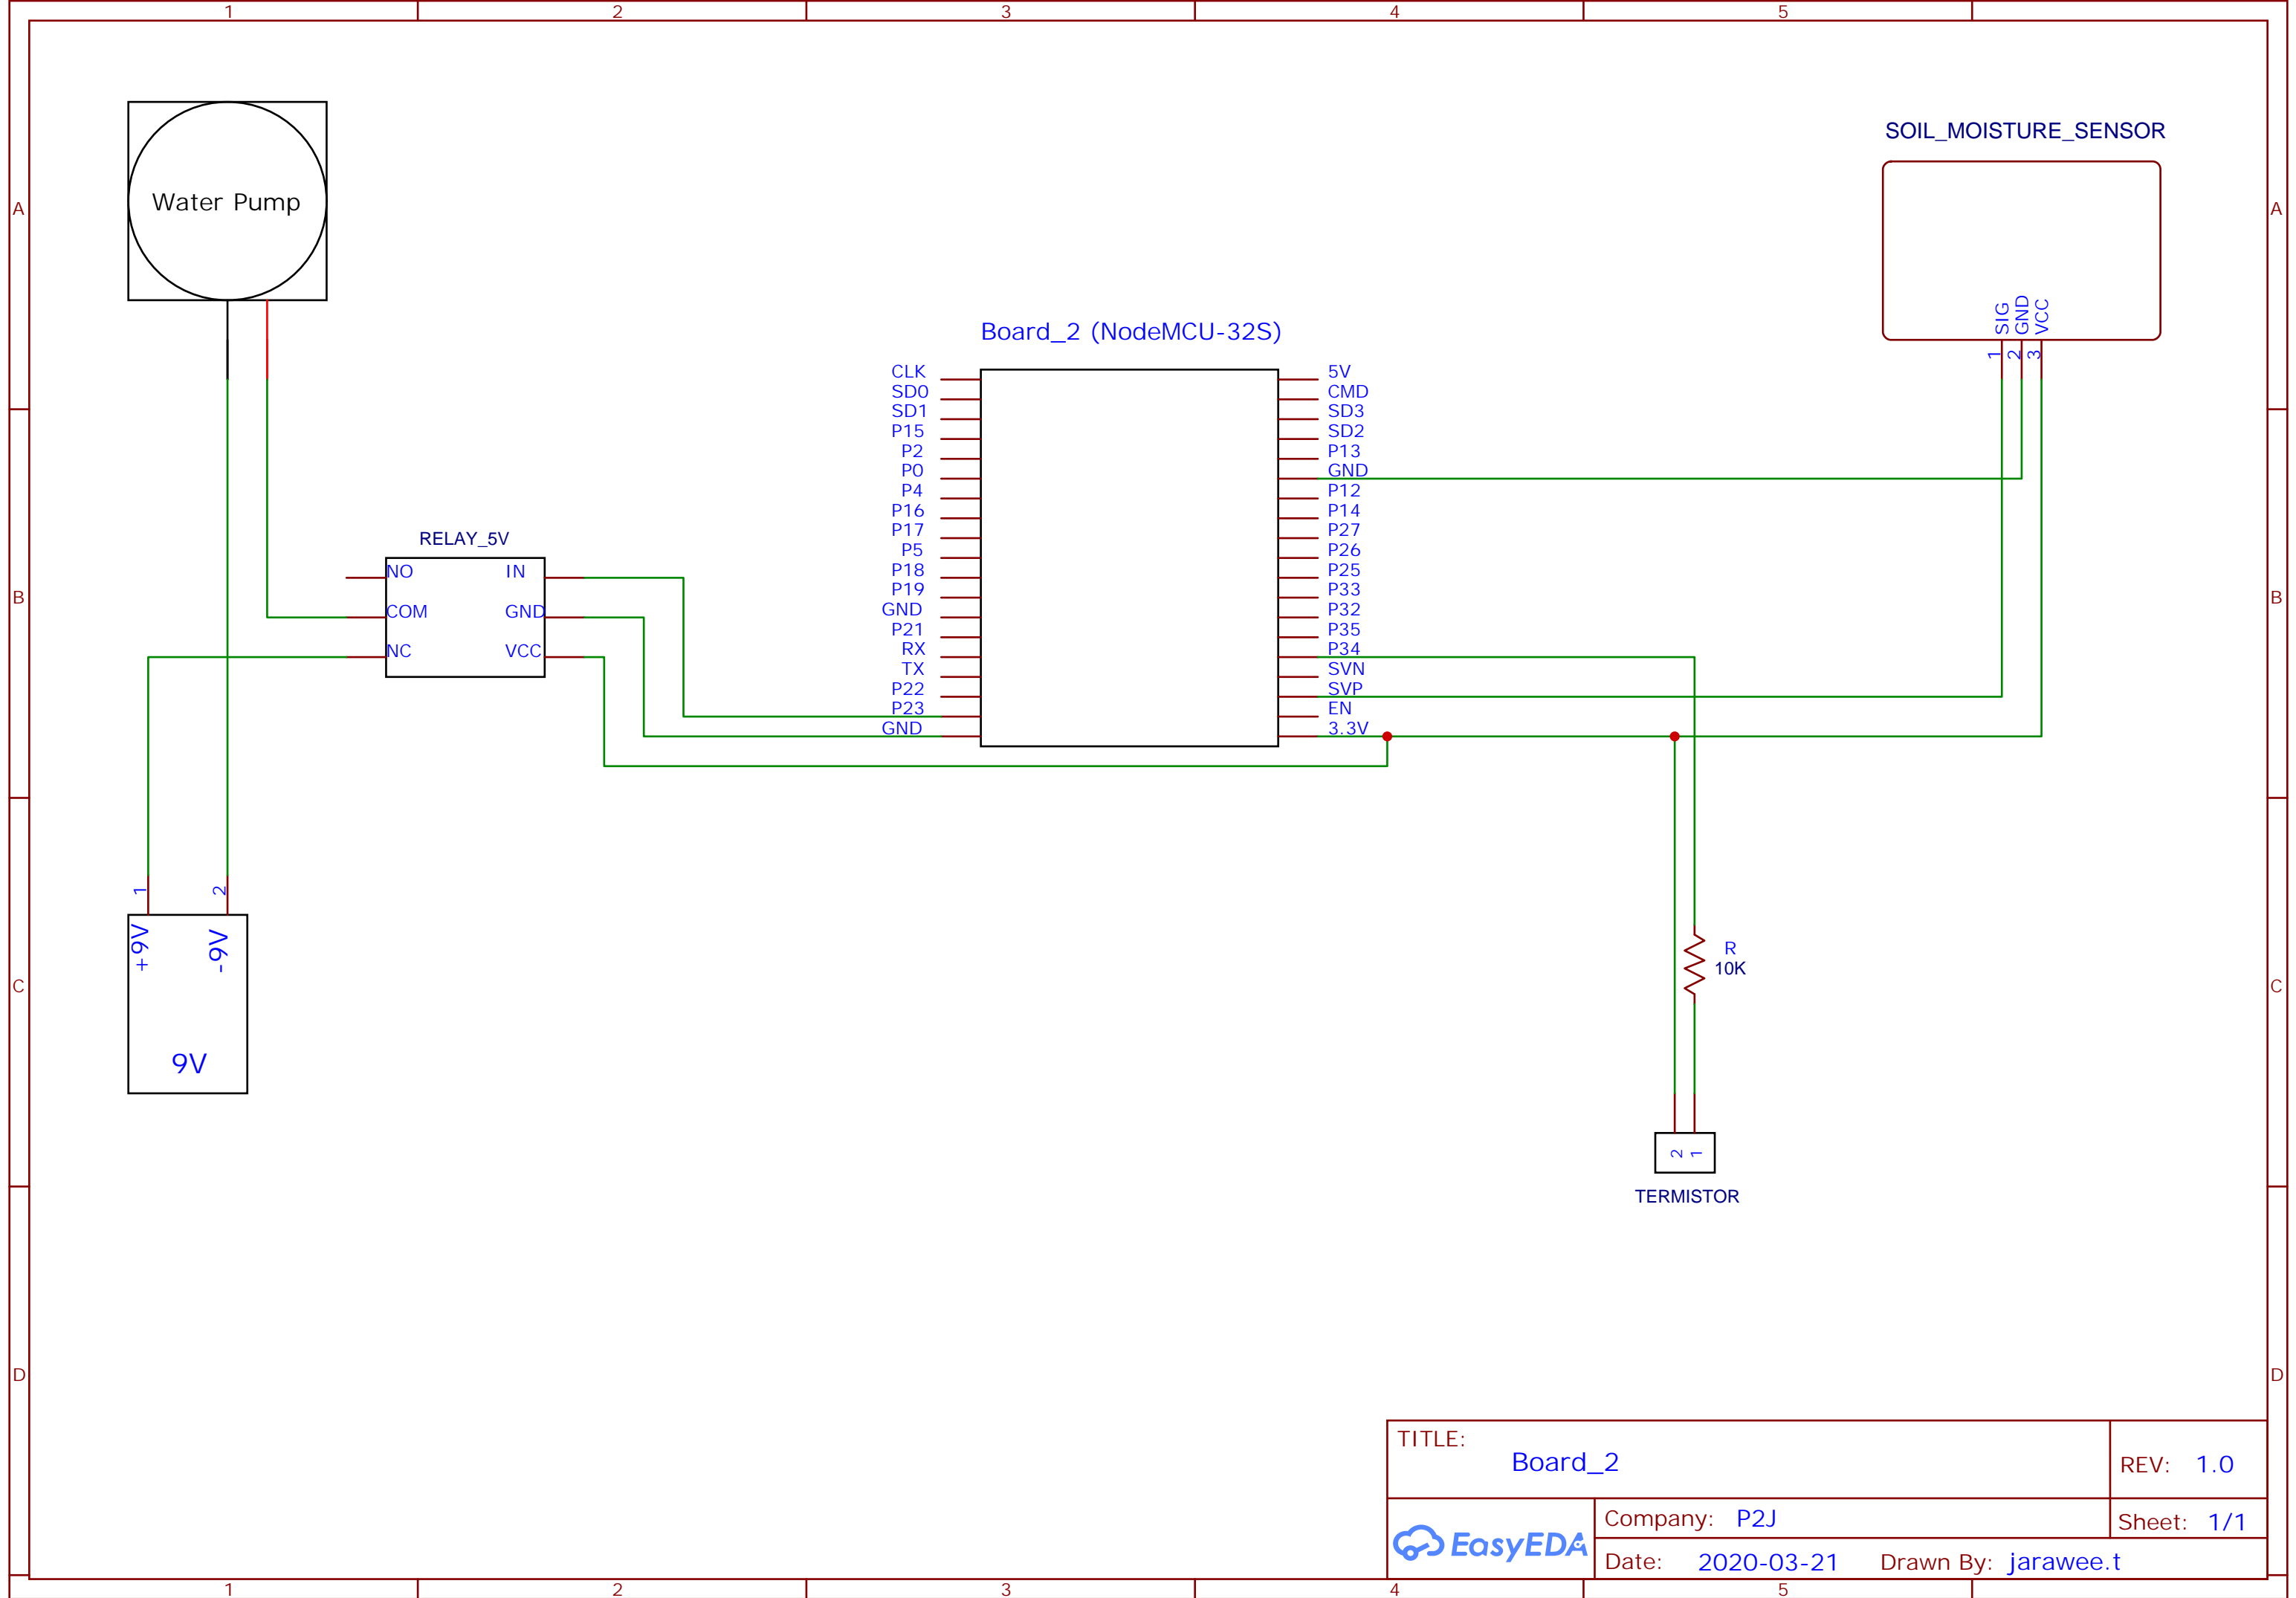 1 2 3 4 5
A A
B B
C C
D D
Water Pump
SOIL_MOISTURE_SENSOR
SIG
GND
VCC
1
2
3
Board_2 (NodeMCU-32S)
CLK 5V
SD0 CMD
SD1 SD3
P15 SD2
P2 P13
P0 GND
P4 P12
P16 P14
P17 P27
P5 P26
P18 P25
P19 P33
GND P32
P21 P35
RX P34
TX SVN
P22 SVP
P23 EN
GND 3.3V
RELAY_5V
NO IN
COM GND
NC VCC
1 2
+9V -9V
9V
R
10K
2 1
TERMISTOR
TITLE:
Board_2
REV: 1.0
EasyEDA
Company: P2J
Sheet: 1/1
Date: 2020-03-21 Drawn By: jarawee.t
1 2 3 4 5